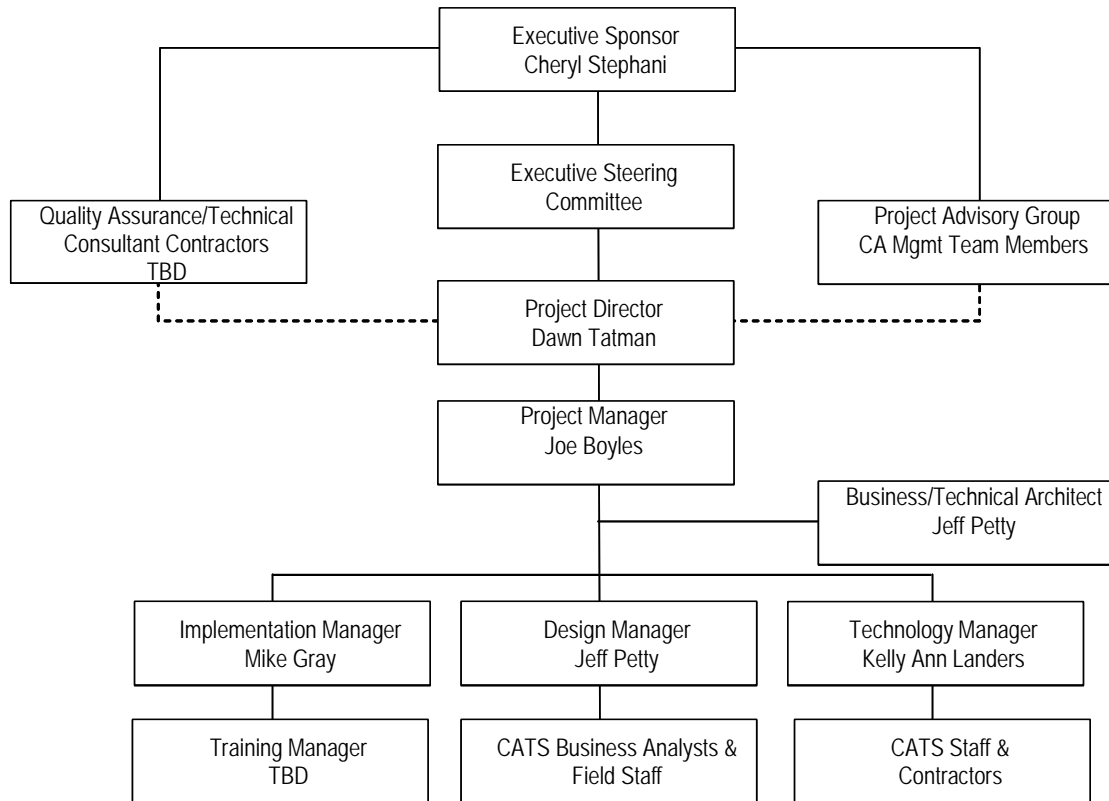 Executive Sponsor
Cheryl Stephani
Executive Steering
Committee
Quality Assurance/Technical
Consultant Contractors
TBD
Project Advisory Group
CA Mgmt Team Members
Project Director
Dawn Tatman
Project Manager
Joe Boyles
Business/Technical Architect
Jeff Petty
Implementation Manager
Mike Gray
Design Manager
Jeff Petty
Technology Manager
Kelly Ann Landers
Training Manager
TBD
CATS Business Analysts &
Field Staff
CATS Staff &
Contractors